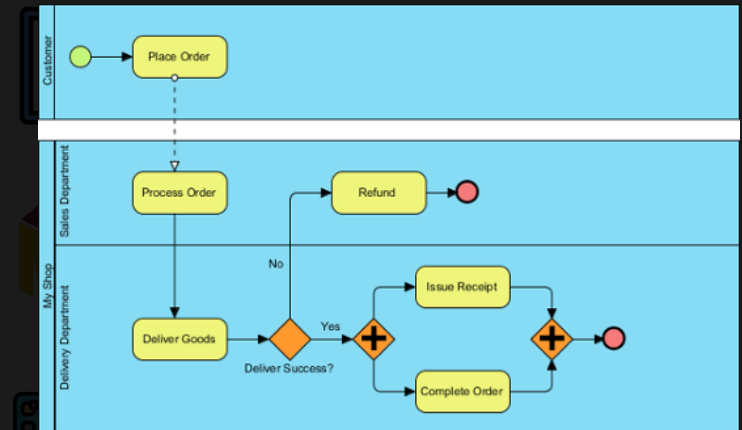 Customer
Place Order
My Shop
Sales Department
Process Order
Refund
No
Delivery Department
Deliver Goods
Deliver Success?
Yes
Issue Receipt
Complete Order